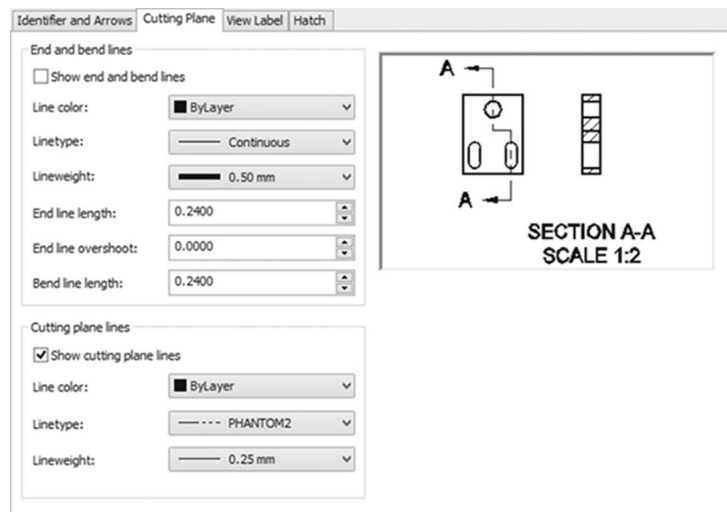 Identifier and Arrows Cutting Plane View Label Hatch
End and bend lines
Show end and bend lines
Line color: ByLayer
Linetype: Continuous
Lineweight: 0.50 mm
End line length: 0.2400
End line overshoot: 0.0000
Bend line length: 0.2400
Cutting plane lines
Show cutting plane lines
Line color: ByLayer
Linetype: PHANTOM2
Lineweight: 0.25 mm
A
A
SECTION A-A
SCALE 1:2